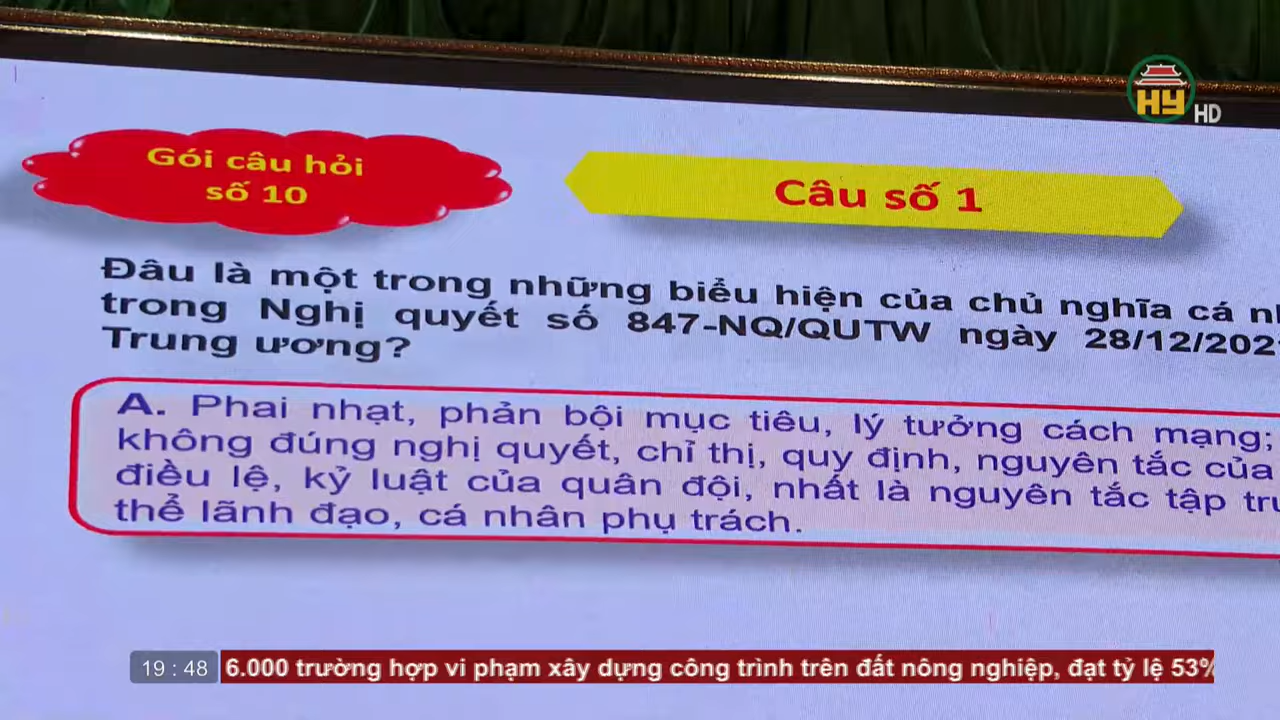 HY HD
Gói câu hỏi
số 10
Câu số 1
Đâu là một trong những biểu hiện của chủ nghĩa cá
trong Nghị quyết số 847-NQ/QUTW ngày 28/12/202
Trung ương?
A. Phai nhạt, phản bội mục tiêu, lý tưởng cách mạng;
không đúng nghị quyết, chỉ thị, quy định, nguyên tắc của
điều lệ, kỷ luật của quân đội, nhất là nguyên tắc tập
thể lãnh đạo, cá nhân phụ trách.
19 : 48 6.000 trường hợp vi phạm xây dựng công trình trên đất nông nghiệp, đạt tỷ lệ 53%